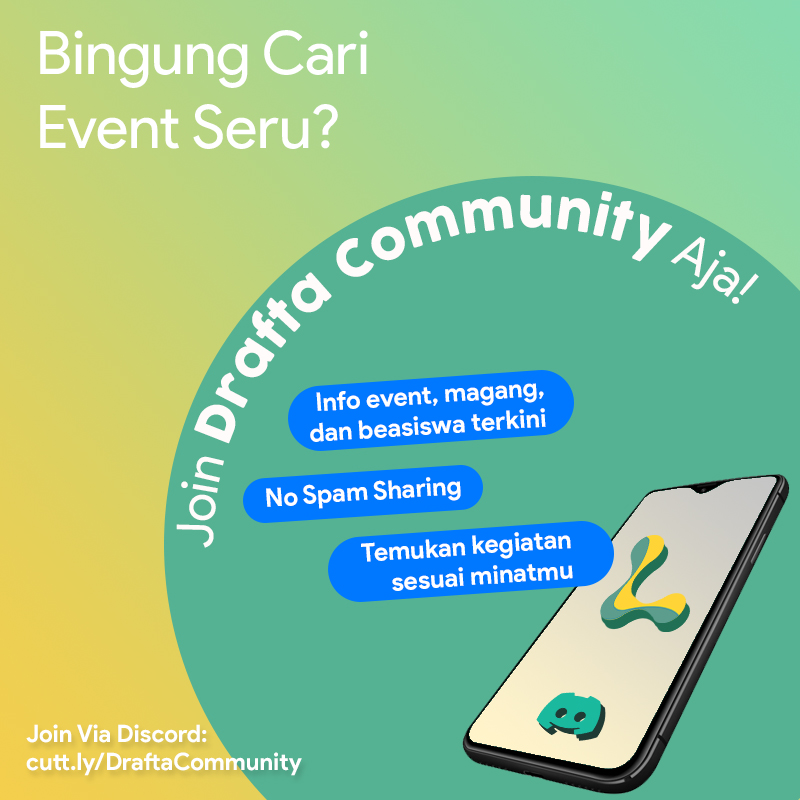 Bingung Cari
Event Seru?
Join Drafta Community Aja!
Info event, magang,
dan beasiswa terkini
No Spam Sharing
Temukan kegiatan
sesuai minatmu
Join Via Discord:
cutt.ly/DraftaCommunity